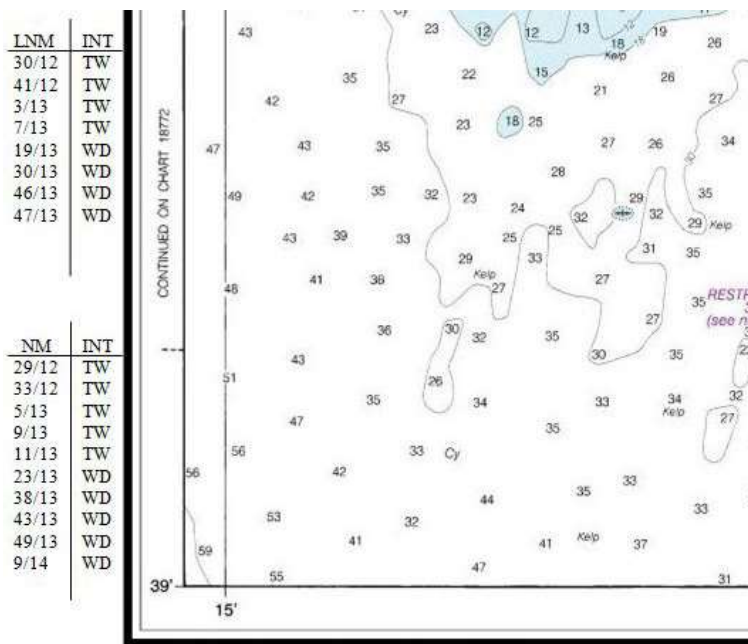 LNM INT
30/12 TW
41/12 TW
3/13 TW
7/13 TW
19/13 WD
30/13 WD
46/13 WD
47/13 WD
NM INT
29/12 TW
33/12 TW
5/13 TW
9/13 TW
11/13 TW
23/13 WD
38/13 WD
43/13 WD
49/13 WD
9/14 WD
CONTINUED ON CHART 18772
43 23 12 12 13 18 19 26
Kelp
35 22 15 26
42 27 21 27
23 18 25
47 43 35 27 26 34
28
49 42 35 32 23 24 32 29 32 35
29 Kelp
43 39 33 25 25 31 35
29 33
48 41 Kelp 27 27
35 RESTR
(see n
36 30 32 35 27
43 30 35
51 26
35 34 33 34 32
Kelp 27
47 35
56 33 Cy
56 42 33
44 35
53 32 33
59 41 41 Kelp 37
55 47 31
39'
15'